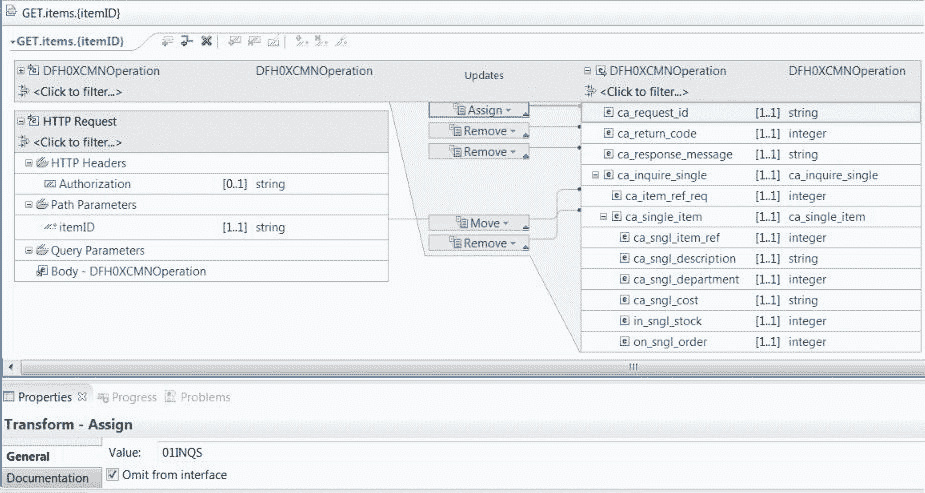 GET.items.{itemID}
GET.items.{itemID}
DFH0XCMNOperation DFH0XCMNOperation
<Click to filter...>
HTTP Request
<Click to filter...>
HTTP Headers
Authorization [0..1] string
Path Parameters
itemID [1..1] string
Query Parameters
Body - DFH0XCMNOperation
Updates
Assign
Remove
Remove
Move
Remove
DFH0XCMNOperation DFH0XCMNOperation
<Click to filter...>
ca_request_id [1..1] string
ca_return_code [1..1] integer
ca_response_message [1..1] string
ca_inquire_single [1..1] ca_inquire_single
ca_item_ref_req [1..1] integer
ca_single_item [1..1] ca_single_item
ca_sngl_item_ref [1..1] integer
ca_sngl_description [1..1] string
ca_sngl_department [1..1] integer
ca_sngl_cost [1..1] string
in_sngl_stock [1..1] integer
on_sngl_order [1..1] integer
Properties Progress Problems
Transform - Assign
General
Documentation
Value: 01INQS
Omit from interface